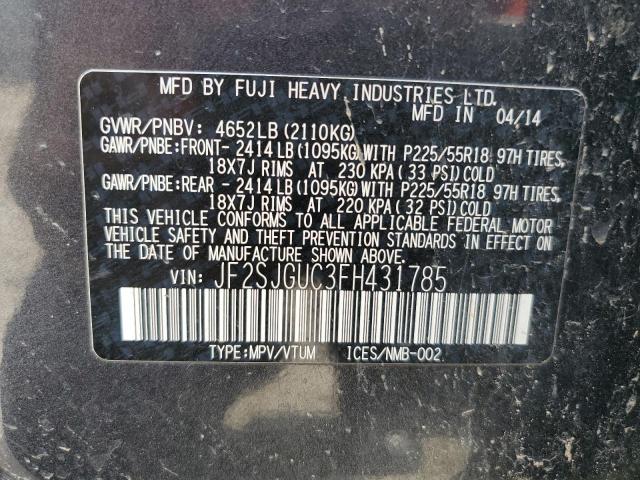 MFD BY FUJI HEAVY INDUSTRIES LTD.
MFD IN 04/14
GVWR/PNBV: 4652LB(2110KG)
GAWR/PNBE:FRONT- 2414LB(1095KG)WITH P225/55R18 97H TIRES,
18X7J RIMS AT 230 KPA( 33 PSI)COLD
GAWR/PNBE:REAR - 2414LB(1095KG)WITH P225/55R18 97H TIRES,
18X7J RIMS AT 220 KPA( 32 PSI)COLD
THIS VEHICLE CONFORMS TO ALL APPLICABLE FEDERAL MOTOR
VEHICLE SAFETY AND THEFT PREVENTION STANDARDS IN EFFECT ON
THE DATE OF MANUFACTURE SHOWN ABOVE.
VIN: JF2SJGUC3FH431785
TYPE:MPV/VTUM ICES/NMB-002